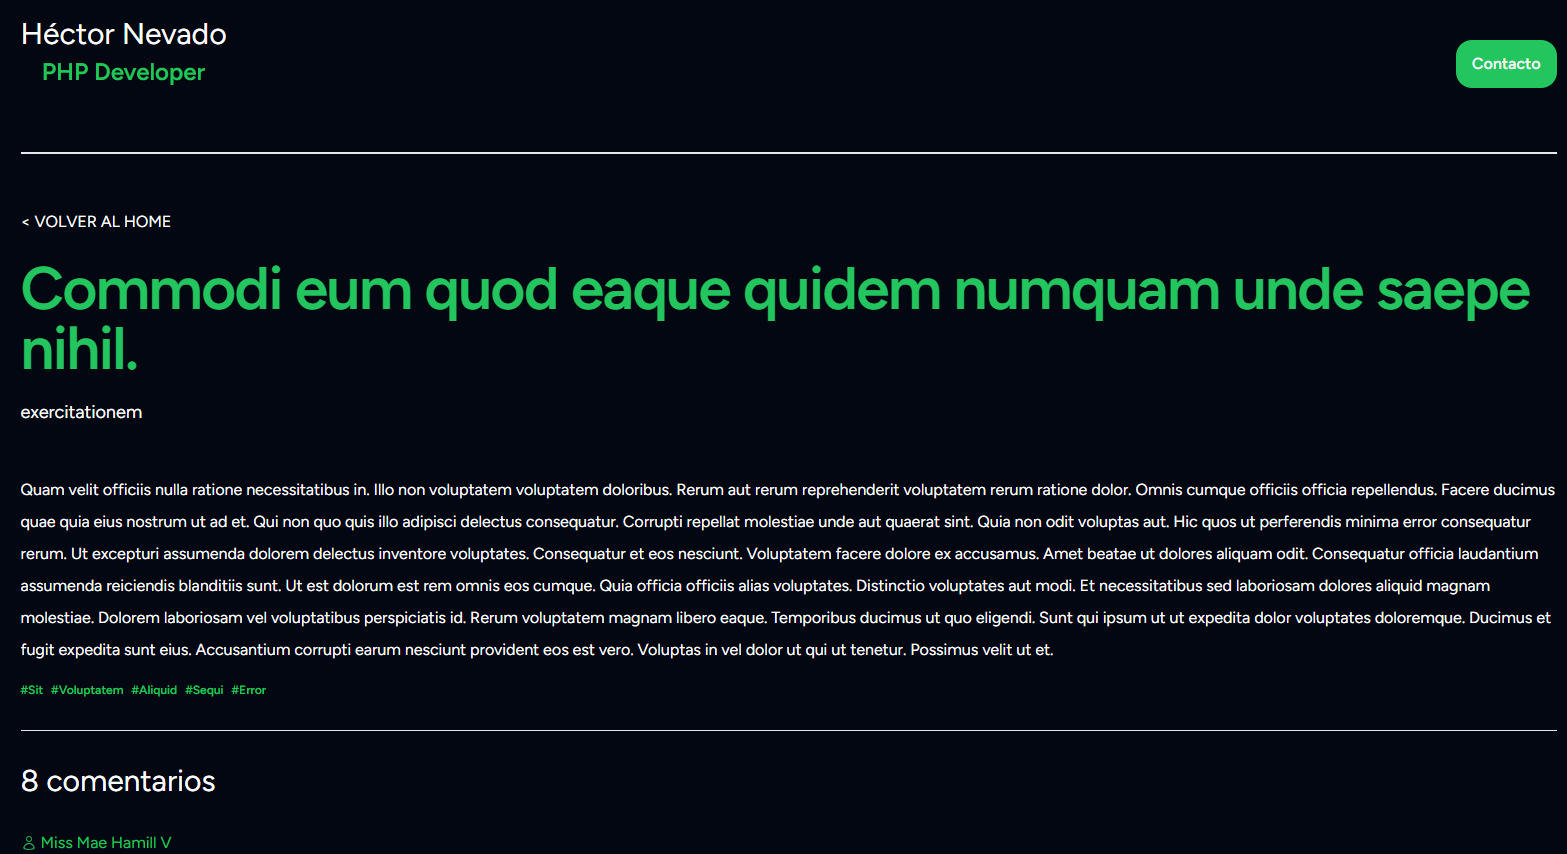 Héctor Nevado
PHP Developer
Contacto
< VOLVER AL HOME
Commodi eum quod eaque quidem numquam unde saepe
nihil.
exercitationem
Quam velit officiis nulla ratione necessitatibus in. Illo non voluptatem voluptatem doloribus. Rerum aut rerum reprehenderit voluptatem rerum ratione dolor. Omnis cumque officiis officia repellendus. Facere ducimus
quae quia eius nostrum ut ad et. Qui non quo quis illo adipisci delectus consequatur. Corrupti repellat molestiae unde aut quaerat sint. Quia non odit voluptas aut. Hic quos ut perferendis minima error consequatur
rerum. Ut excepturi assumenda dolorem delectus inventore voluptates. Consequatur et eos nesciunt. Voluptatem facere dolore ex accusamus. Amet beatae ut dolores aliquam odit. Consequatur officia laudantium
assumenda reiciendis blanditiis sunt. Ut est dolorum est rem omnis eos cumque. Quia officia officiis alias voluptates. Distinctio voluptates aut modi. Et necessitatibus sed laboriosam dolores aliquid magnam
molestiae. Dolorem laboriosam vel voluptatibus perspiciatis id. Rerum voluptatem magnam libero eaque. Temporibus ducimus ut quo eligendi. Sunt qui ipsum ut ut expedita dolor voluptates doloremque. Ducimus et
fugit expedita sunt eius. Accusantium corrupti earum nesciunt provident eos est vero. Voluptas in vel dolor ut qui ut tenetur. Possimus velit ut et.
#Sit #Voluptatem #Aliquid #Sequi #Error
8 comentarios
Miss Mae Hamill V